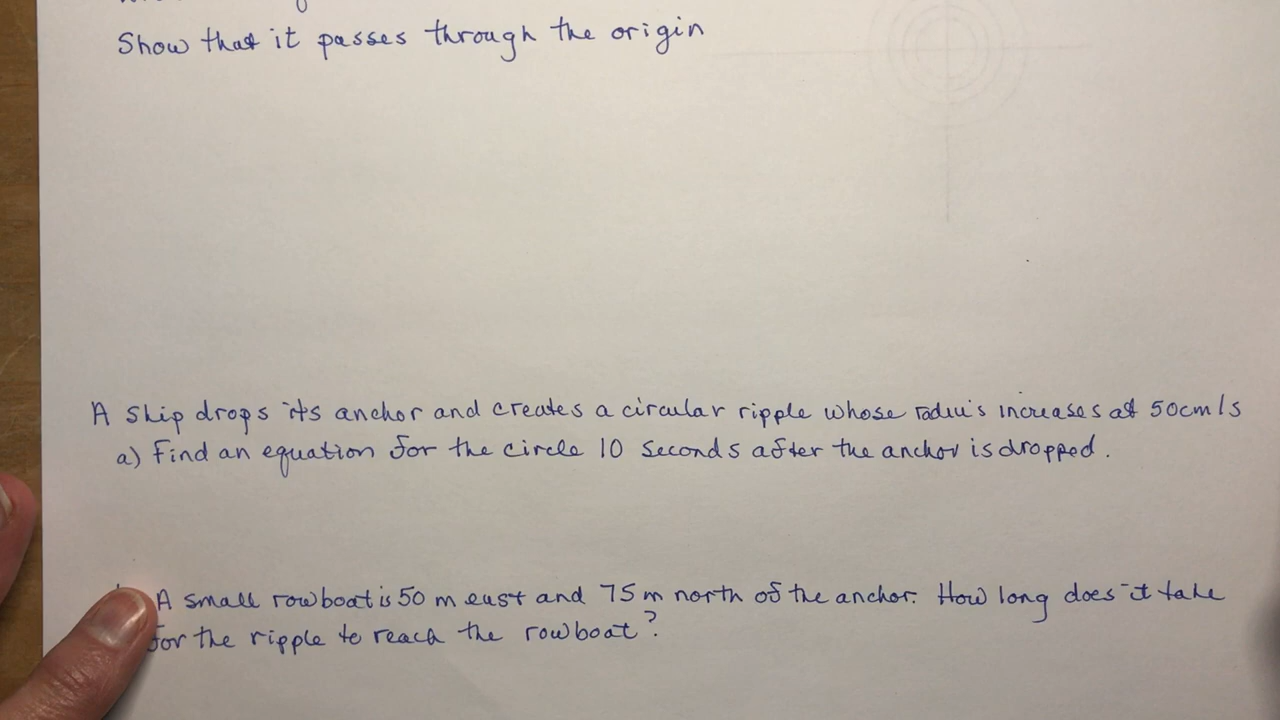 Show that it passes through the origin
A ship drops its anchor and creates a circular ripple whose radius increases at 50cm/s
a) Find an equation for the circle 10 seconds after the anchor is dropped.
A small rowboat is 50 m east and 75 m north of the anchor. How long does it take
for the ripple to reach the rowboat?